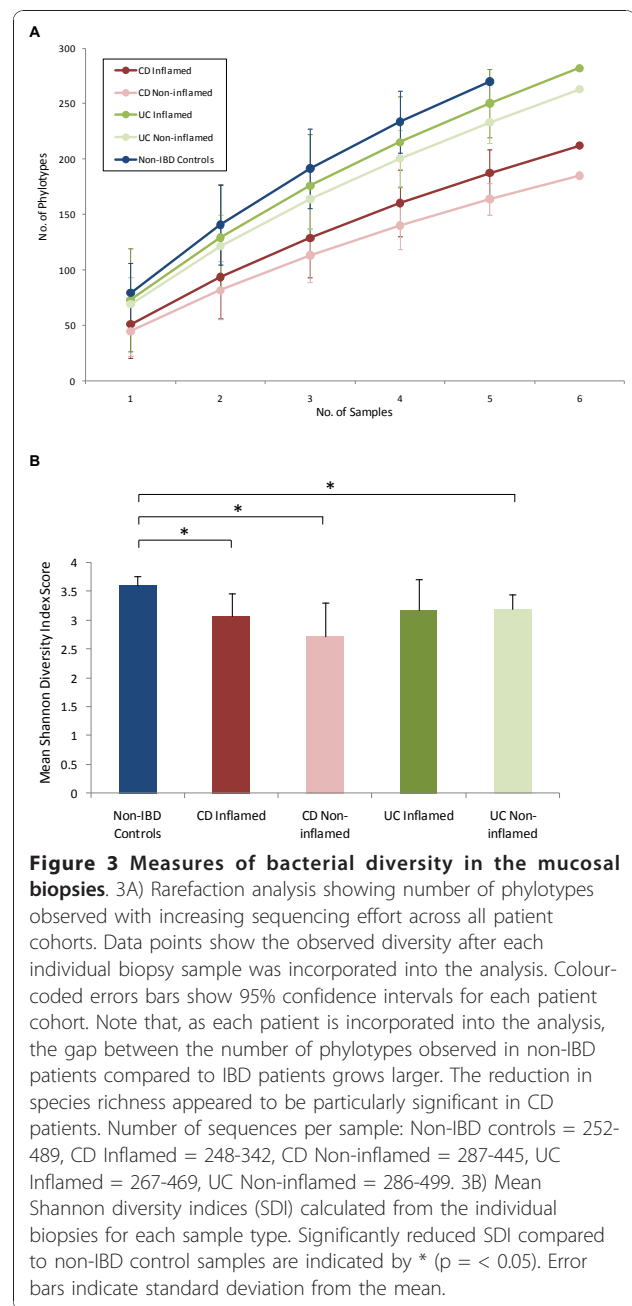 A
300
250
200
150
100
50
0
No. of Phylotypes
CD Inflamed
CD Non-inflamed
UC Inflamed
UC Non-inflamed
Non-IBD Controls
1 2 3 4 5 6
No. of Samples
B
*
*
*
4
3.5
3
2.5
2
1.5
1
0.5
0
Mean Shannon Diversity Index Score
Non-IBD Controls
CD Inflamed
CD Non-inflamed
UC Inflamed
UC Non-inflamed
Figure 3 Measures of bacterial diversity in the mucosal
biopsies. 3A) Rarefaction analysis showing number of phylotypes
observed with increasing sequencing effort across all patient
cohorts. Data points show the observed diversity after each
individual biopsy sample was incorporated into the analysis. Colour-
coded errors bars show 95% confidence intervals for each patient
cohort. Note that, as each patient is incorporated into the analysis,
the gap between the number of phylotypes observed in non-IBD
patients compared to IBD patients grows larger. The reduction in
species richness appeared to be particularly significant in CD
patients. Number of sequences per sample: Non-IBD controls = 252-
489, CD Inflamed = 248-342, CD Non-inflamed = 287-445, UC
Inflamed = 267-469, UC Non-inflamed = 286-499. 3B) Mean
Shannon diversity indices (SDI) calculated from the individual
biopsies for each sample type. Significantly reduced SDI compared
to non-IBD control samples are indicated by * (p = < 0.05). Error
bars indicate standard deviation from the mean.